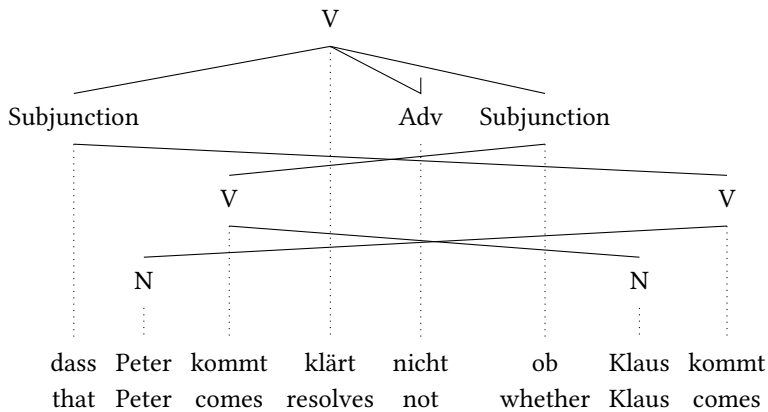 V
Subjunction Adv Subjunction
V V
N N
dass Peter kommt klärt nicht ob Klaus kommt
that Peter comes resolves not whether Klaus comes